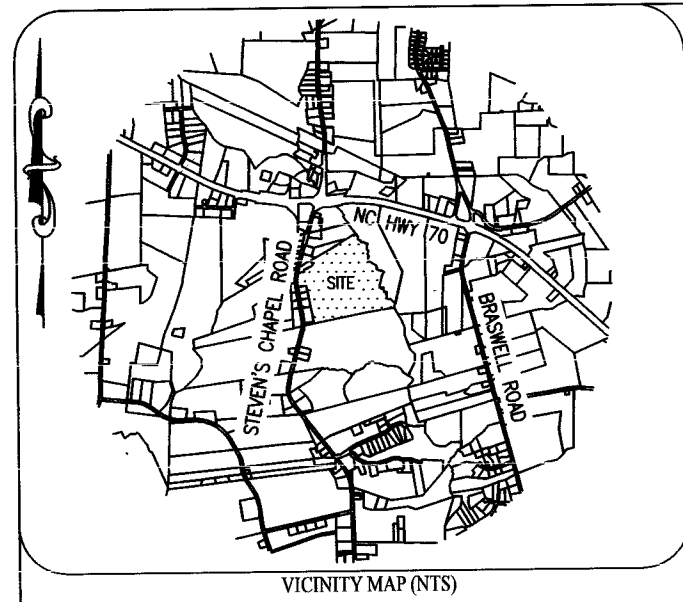 NC HWY 70
SITE
STEVEN'S CHAPEL ROAD
BRASWELL ROAD
VICINITY MAP (NTS)